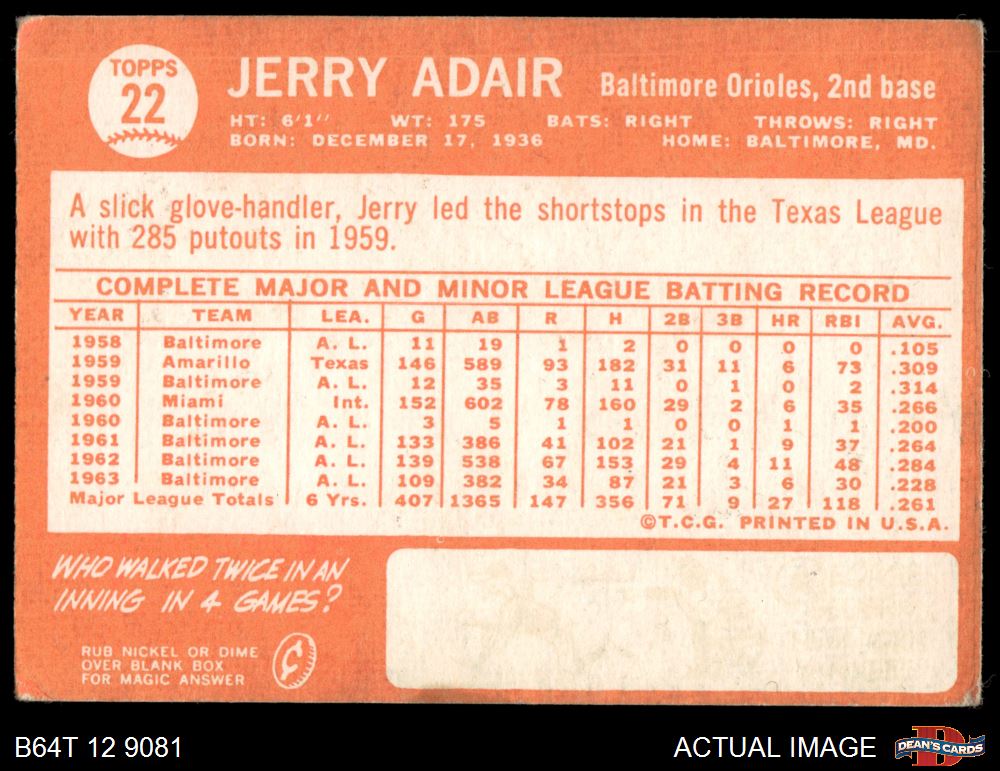 TOPPS
22
JERRY ADAIR Baltimore Orioles, 2nd base
HT: 6'1" WT: 175 BATS: RIGHT THROWS: RIGHT
BORN: DECEMBER 17, 1936 HOME: BALTIMORE, MD.
A slick glove-handler, Jerry led the shortstops in the Texas League
with 285 putouts in 1959.
COMPLETE MAJOR AND MINOR LEAGUE BATTING RECORD
YEAR TEAM LEA. G AB R H 2B 3B HR RBI AVG.
1958 Baltimore A. L. 11 19 1 2 0 0 0 0 .105
1959 Amarillo Texas 146 589 93 182 31 11 6 73 .309
1959 Baltimore A. L. 12 35 3 11 0 1 0 2 .314
1960 Miami Int. 152 602 78 160 29 2 6 35 .266
1960 Baltimore A. L. 3 5 1 1 0 0 1 1 .200
1961 Baltimore A. L. 133 386 41 102 21 1 9 37 .264
1962 Baltimore A. L. 139 538 67 153 29 4 11 48 .284
1963 Baltimore A. L. 109 382 34 87 21 3 6 30 .228
Major League Totals 6 Yrs. 407 1365 147 356 71 9 27 118 .261
©T.C.G. PRINTED IN U.S.A.
WHO WALKED TWICE IN AN
INNING IN 4 GAMES?
RUB NICKEL OR DIME
OVER BLANK BOX
FOR MAGIC ANSWER
¢
B64T 12 9081
ACTUAL IMAGE
DEAN'S CARDS